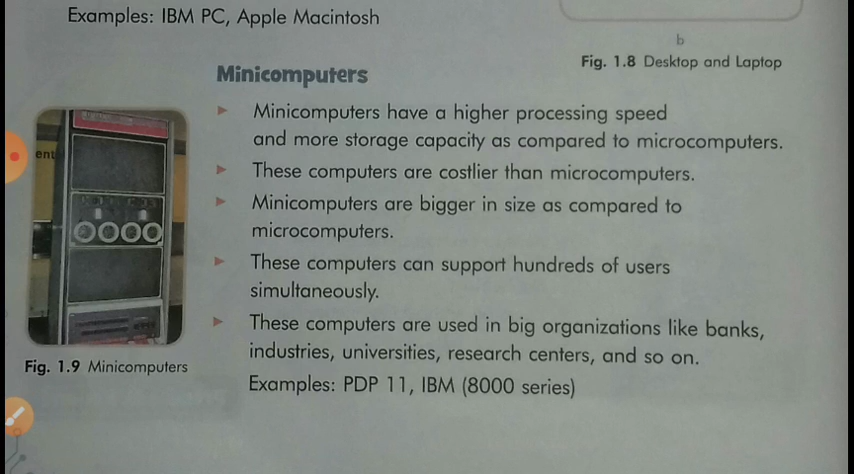 Examples: IBM PC, Apple Macintosh
b
Fig. 1.8 Desktop and Laptop
Minicomputers
Minicomputers have a higher processing speed
and more storage capacity as compared to microcomputers.
These computers are costlier than microcomputers.
Minicomputers are bigger in size as compared to
microcomputers.
These computers can support hundreds of users
simultaneously.
These computers are used in big organizations like banks,
industries, universities, research centers, and so on.
Examples: PDP 11, IBM (8000 series)
ent
Fig. 1.9 Minicomputers